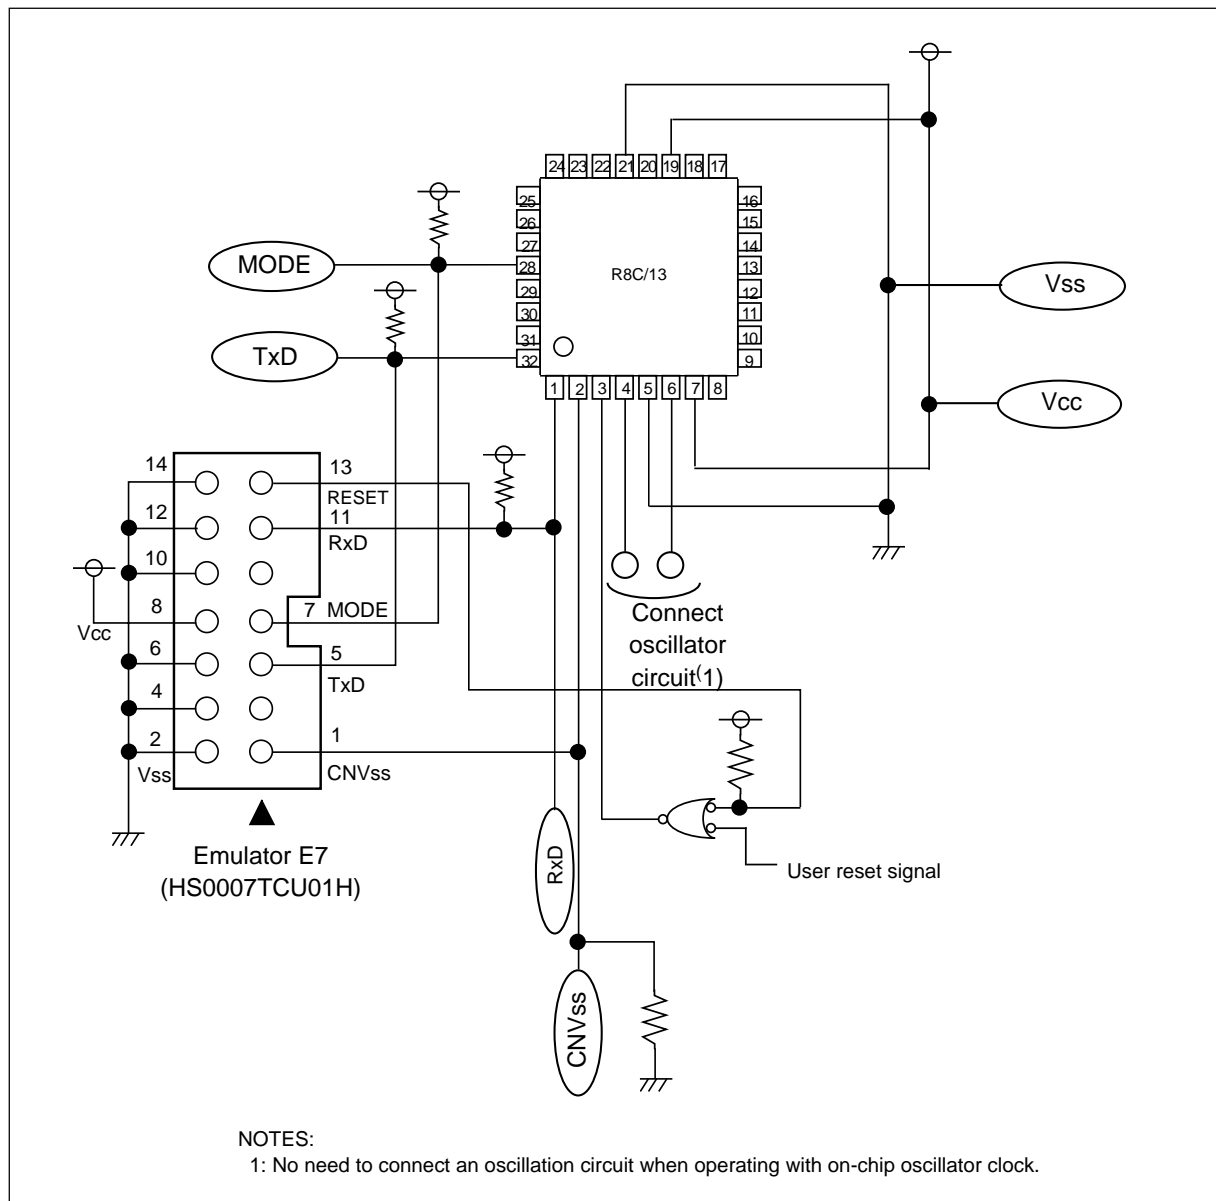 24 23 22 21 20 19 18 17
25 16
26 15
27 14
MODE 28 R8C/13 13
29 12
Vss
30 11
31 10
TxD 32 9
1 2 3 4 5 6 7 8
Vcc
14 13
RESET
12 11
RxD
10
8 7 MODE
Vcc
6 5
TxD
4
2 1
Vss CNVss
Connect
oscillator
circuit(1)
Emulator E7
(HS0007TCU01H)
RxD
User reset signal
CNVss
NOTES:
1: No need to connect an oscillation circuit when operating with on-chip oscillator clock.